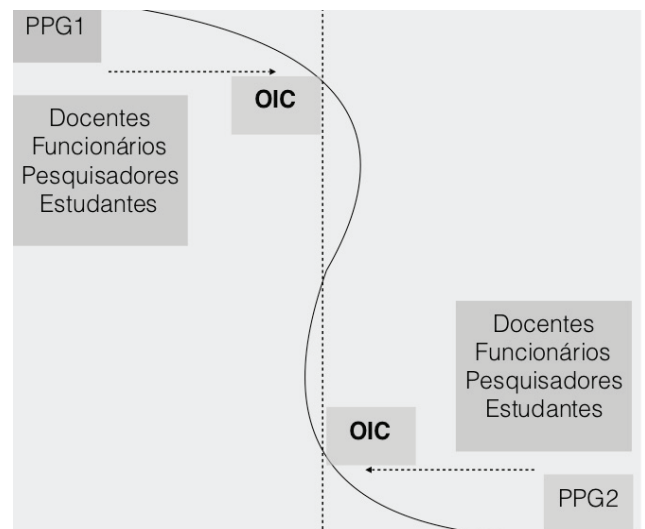 PPG1
OIC
Docentes
Funcionários
Pesquisadores
Estudantes
Docentes
Funcionários
Pesquisadores
Estudantes
OIC
PPG2